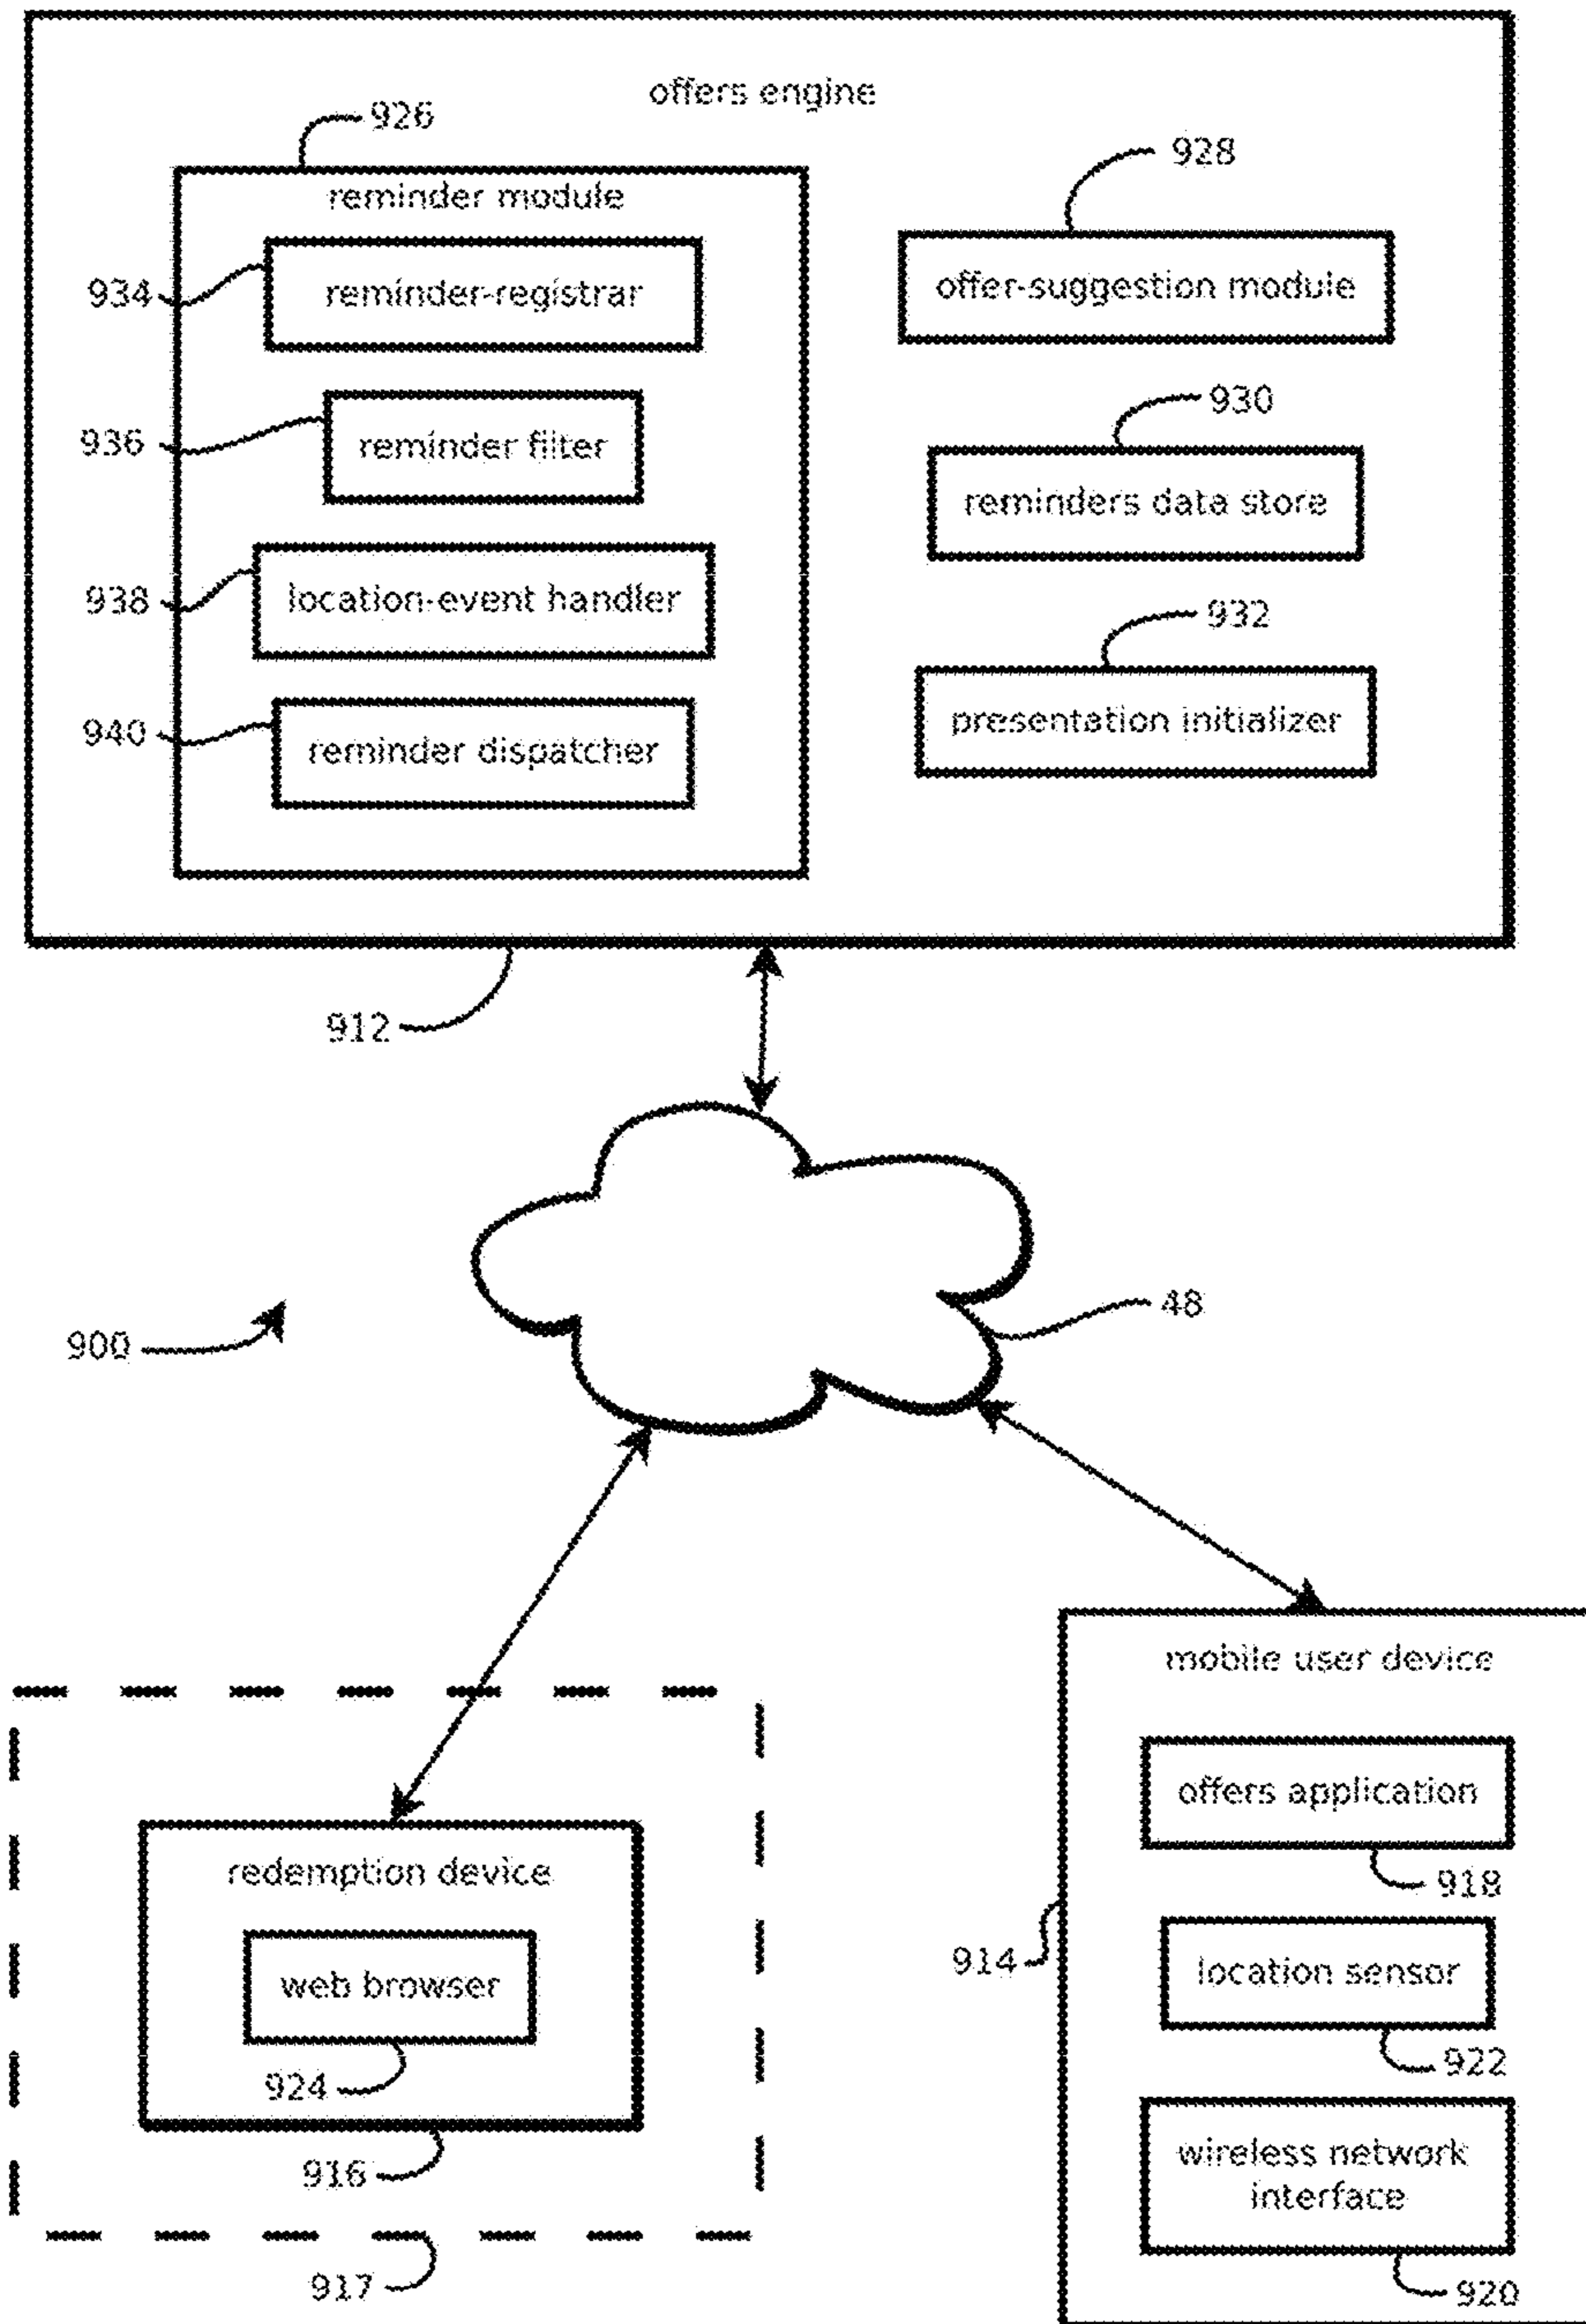 offers engine
926
928
reminder module
934
reminder-registrar
offer-suggestion module
930
936
reminder filter
reminders data store
938
location-event handler
932
940
reminder dispatcher
presentation initializer
912
48
900
mobile user device
offers application
redemption device
918
914
location sensor
web browser
922
924
wireless network
interface
916
917
920